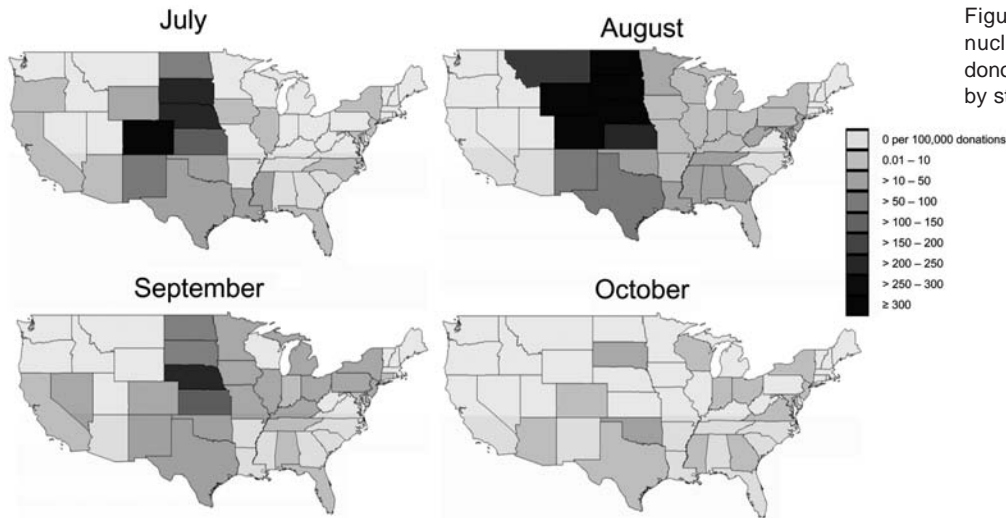 July
August
Figu
nucl
dono
by st
0 per 100,000 donations
0.01 – 10
> 10 – 50
> 50 – 100
> 100 – 150
> 150 – 200
> 200 – 250
> 250 – 300
≥ 300
September
October